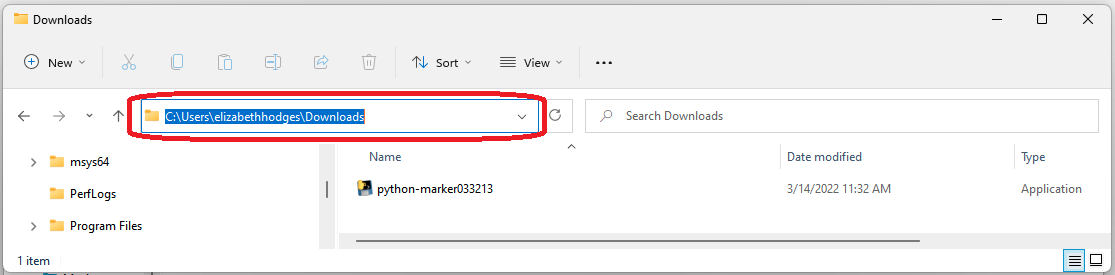 Downloads
New Sort View
C:\Users\elizabethhodges\Downloads Search Downloads
msys64
PerfLogs
Program Files
Name Date modified Type
python-marker033213 3/14/2022 11:32 AM Application
1 item